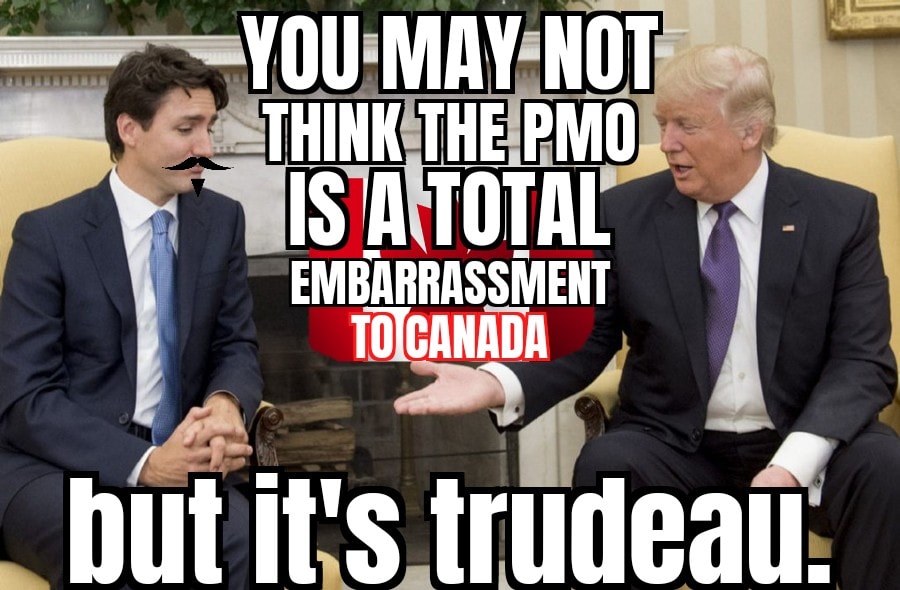 YOU MAY NOT
THINK THE PMO
IS A TOTAL
EMBARRASSMENT
TO CANADA
but it's trudeau.